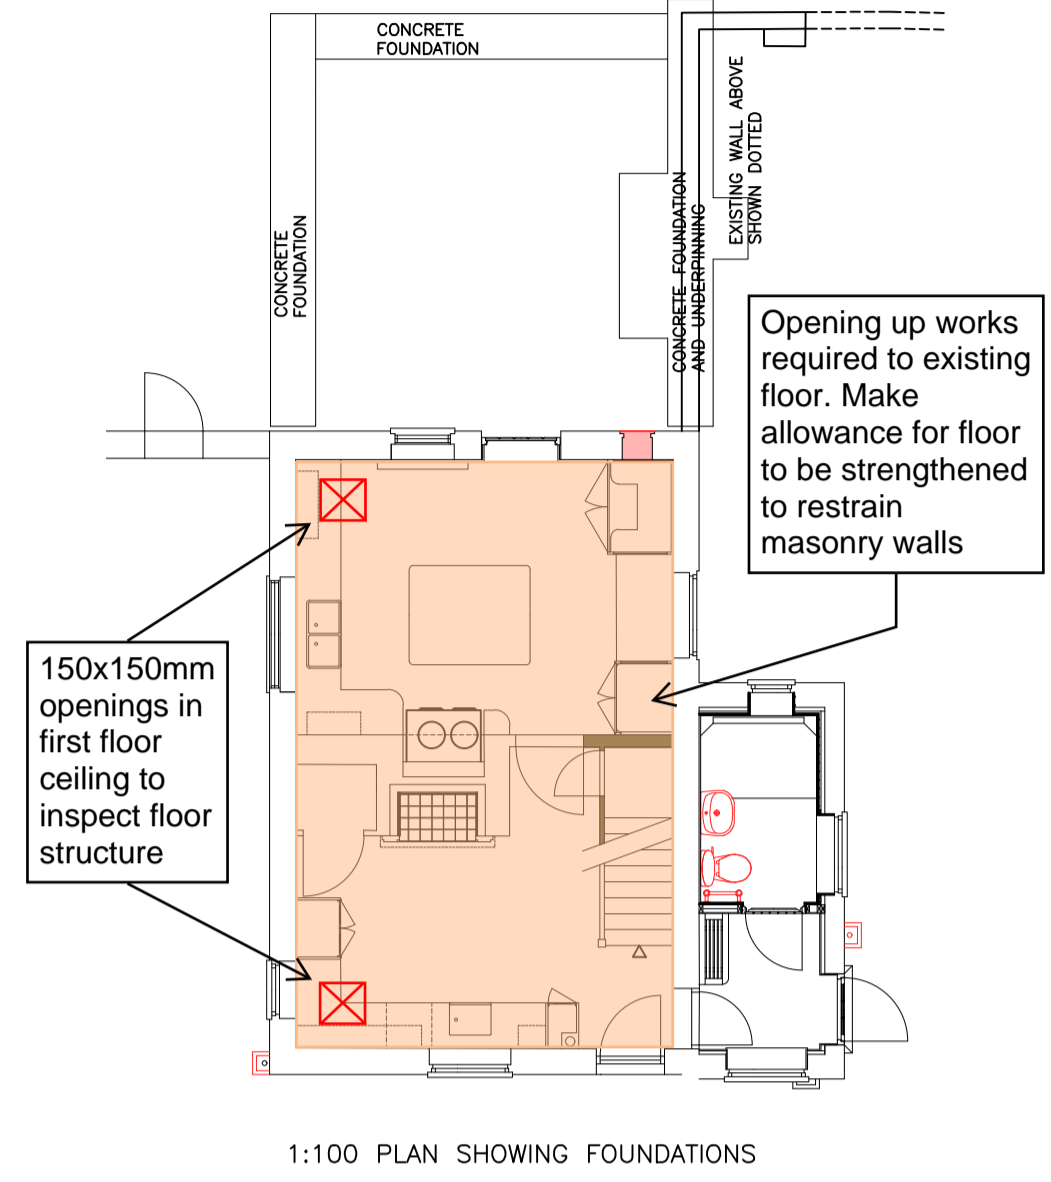 CONCRETE
FOUNDATION
CONCRETE
FOUNDATION
CONCRETE FOUNDATION
AND UNDERPINNING
EXISTING WALL ABOVE
SHOWN DOTTED
Opening up works
required to existing
floor. Make
allowance for floor
to be strengthened
to restrain
masonry walls
150x150mm
openings in
first floor
ceiling to
inspect floor
structure
1:100 PLAN SHOWING FOUNDATIONS